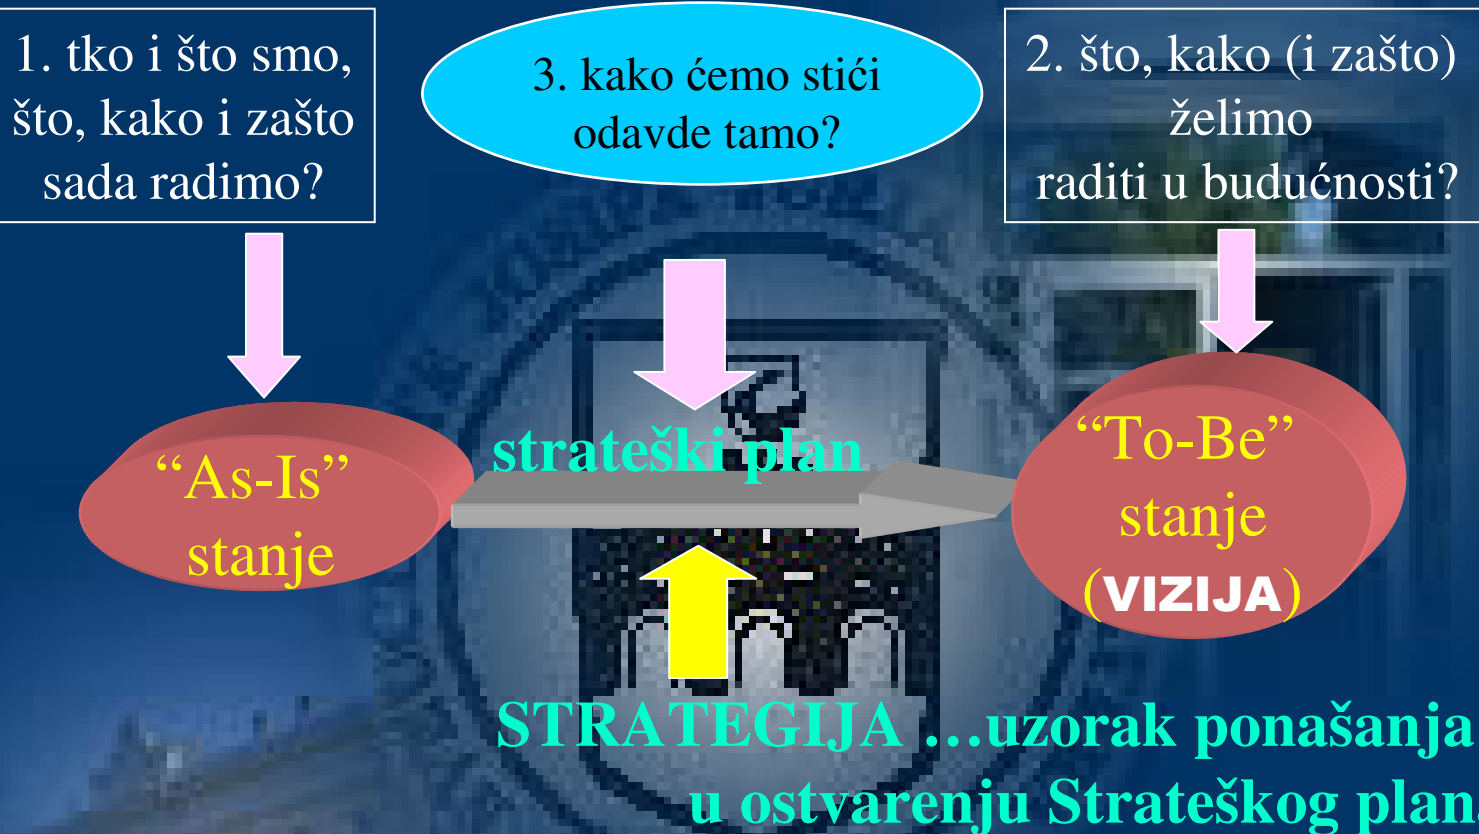 1. tko i što smo,
što, kako i zašto
sada radimo?
3. kako ćemo stići
odavde tamo?
2. što, kako (i zašto)
želimo
raditi u budućnosti?
“As-Is”
stanje
strateški plan
“To-Be”
stanje
(VIZIJA)
STRATEGIJA ...uzorak ponašanja
u ostvarenju Strateškog plan